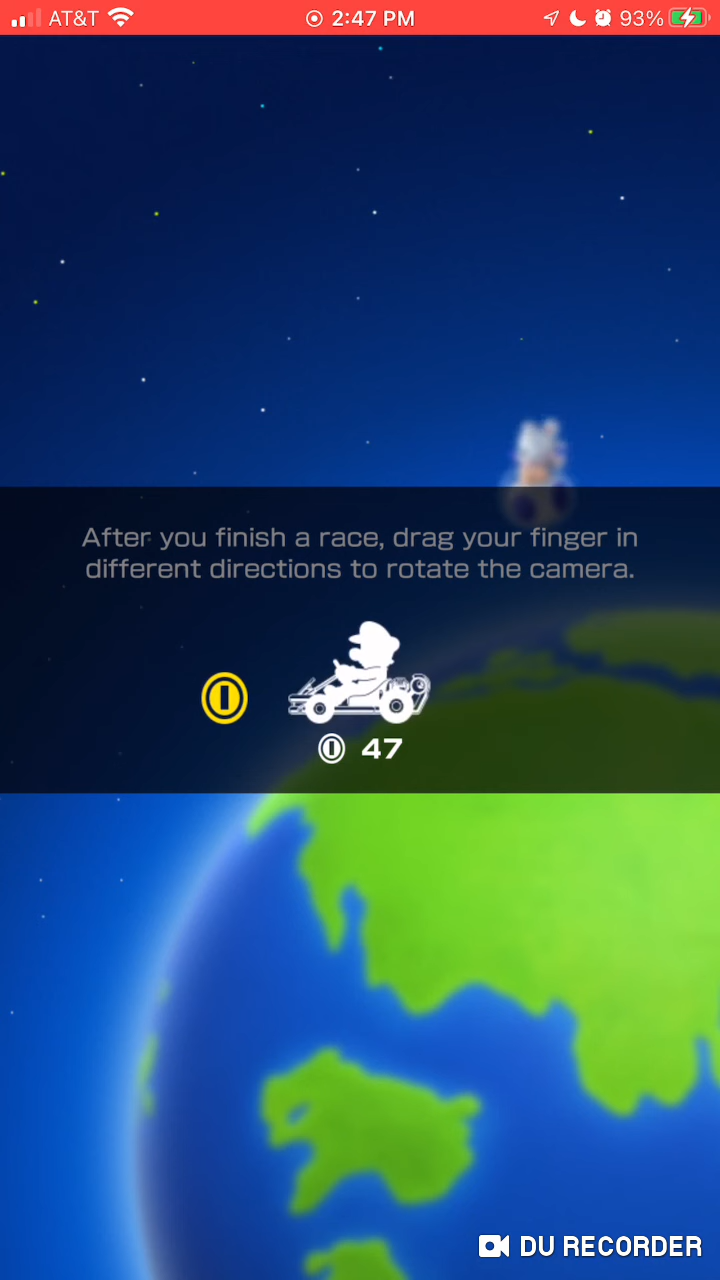 AT&T 2:47 PM 93%
After you finish a race, drag your finger in
different directions to rotate the camera.
47
DU RECORDER